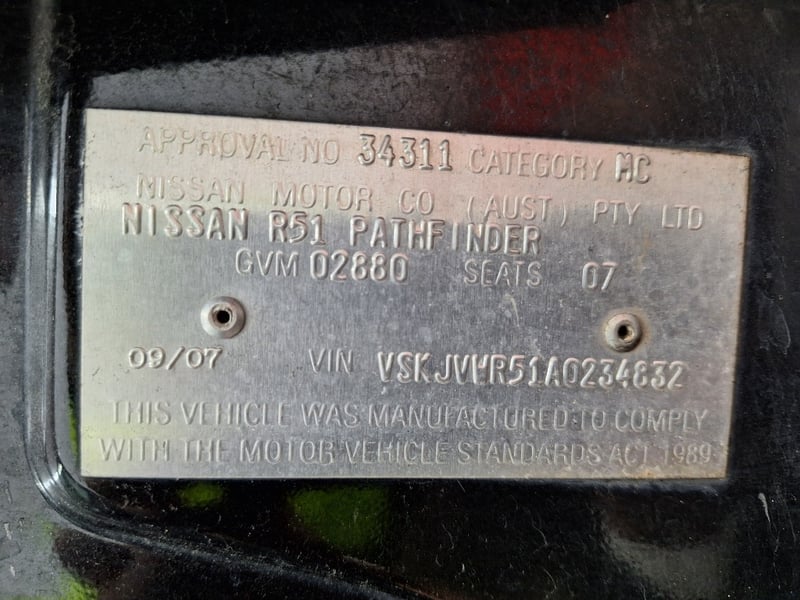 APPROVAL NO 34311 CATEGORY MC
NISSAN MOTOR CO (AUST) PTY LTD
NISSAN R51 PATHFINDER
GVM 02880 SEATS 07
09/07 VIN VSKJVWR51A0234832
THIS VEHICLE WAS MANUFACTURED TO COMPLY
WITH THE MOTOR VEHICLE STANDARDS ACT 1989